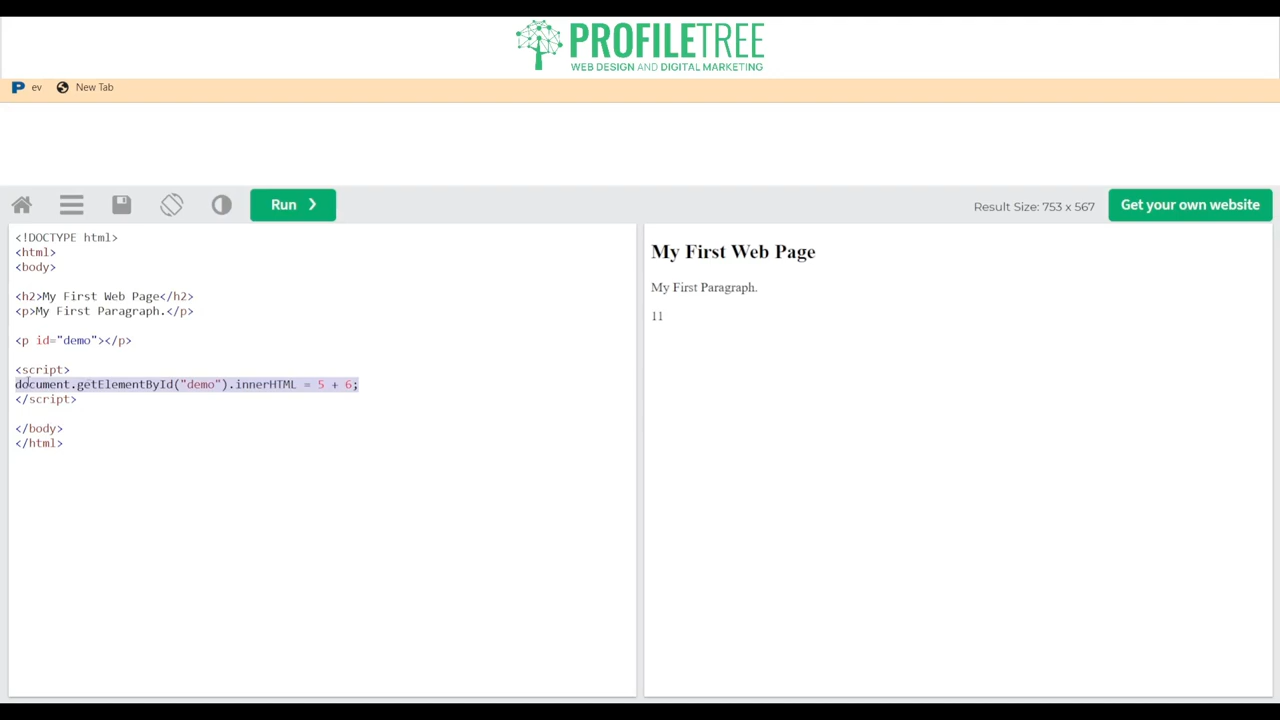 PROFILETREE
WEB DESIGN AND DIGITAL MARKETING
P ev New Tab
Run ❯ Result Size: 753 x 567 Get your own website
<!DOCTYPE html>
<html>
<body>
<h2>My First Web Page</h2>
<p>My First Paragraph.</p>
<p id="demo"></p>
<script>
document.getElementById("demo").innerHTML = 5 + 6;
</script>
</body>
</html>
My First Web Page
My First Paragraph.
11